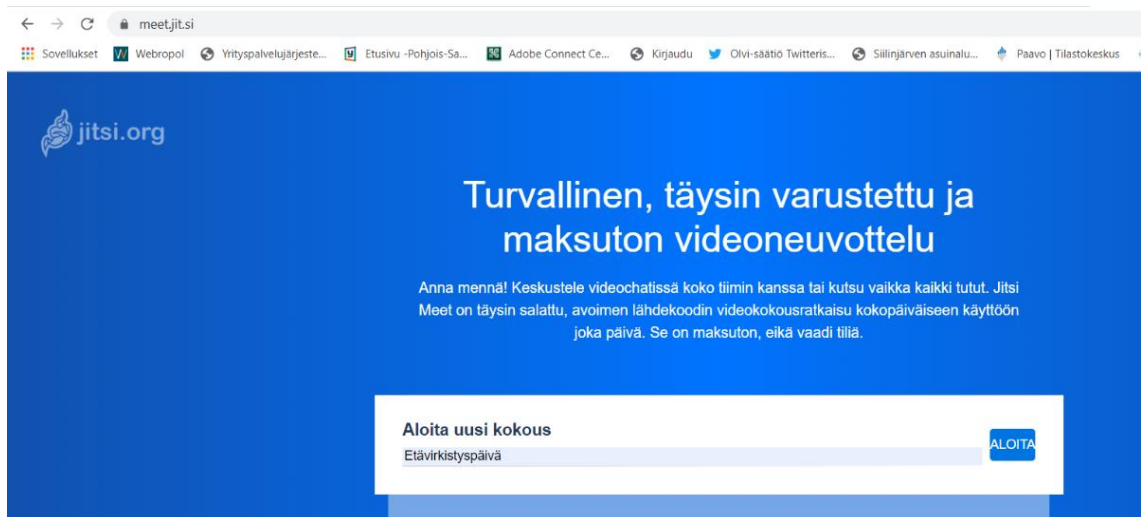 meet.jit.si
Sovellukset Webropol Yrityspalvelujärjeste... Etusivu -Pohjois-Sa... Adobe Connect Ce... Kirjaudu Olvi-säätiö Twitteris... Siilinjärven asuinalu... Paavo | Tilastokeskus
jitsi.org
Turvallinen, täysin varustettu ja
maksuton videoneuvottelu
Anna mennä! Keskustele videochatissä koko tiimin kanssa tai kutsu vaikka kaikki tutut. Jitsi
Meet on täysin salattu, avoimen lähdekoodin videokokousratkaisu kokopäiväiseen käyttöön
joka päivä. Se on maksuton, eikä vaadi tiliä.
Aloita uusi kokous
Etävirkistyspäivä
ALOITA